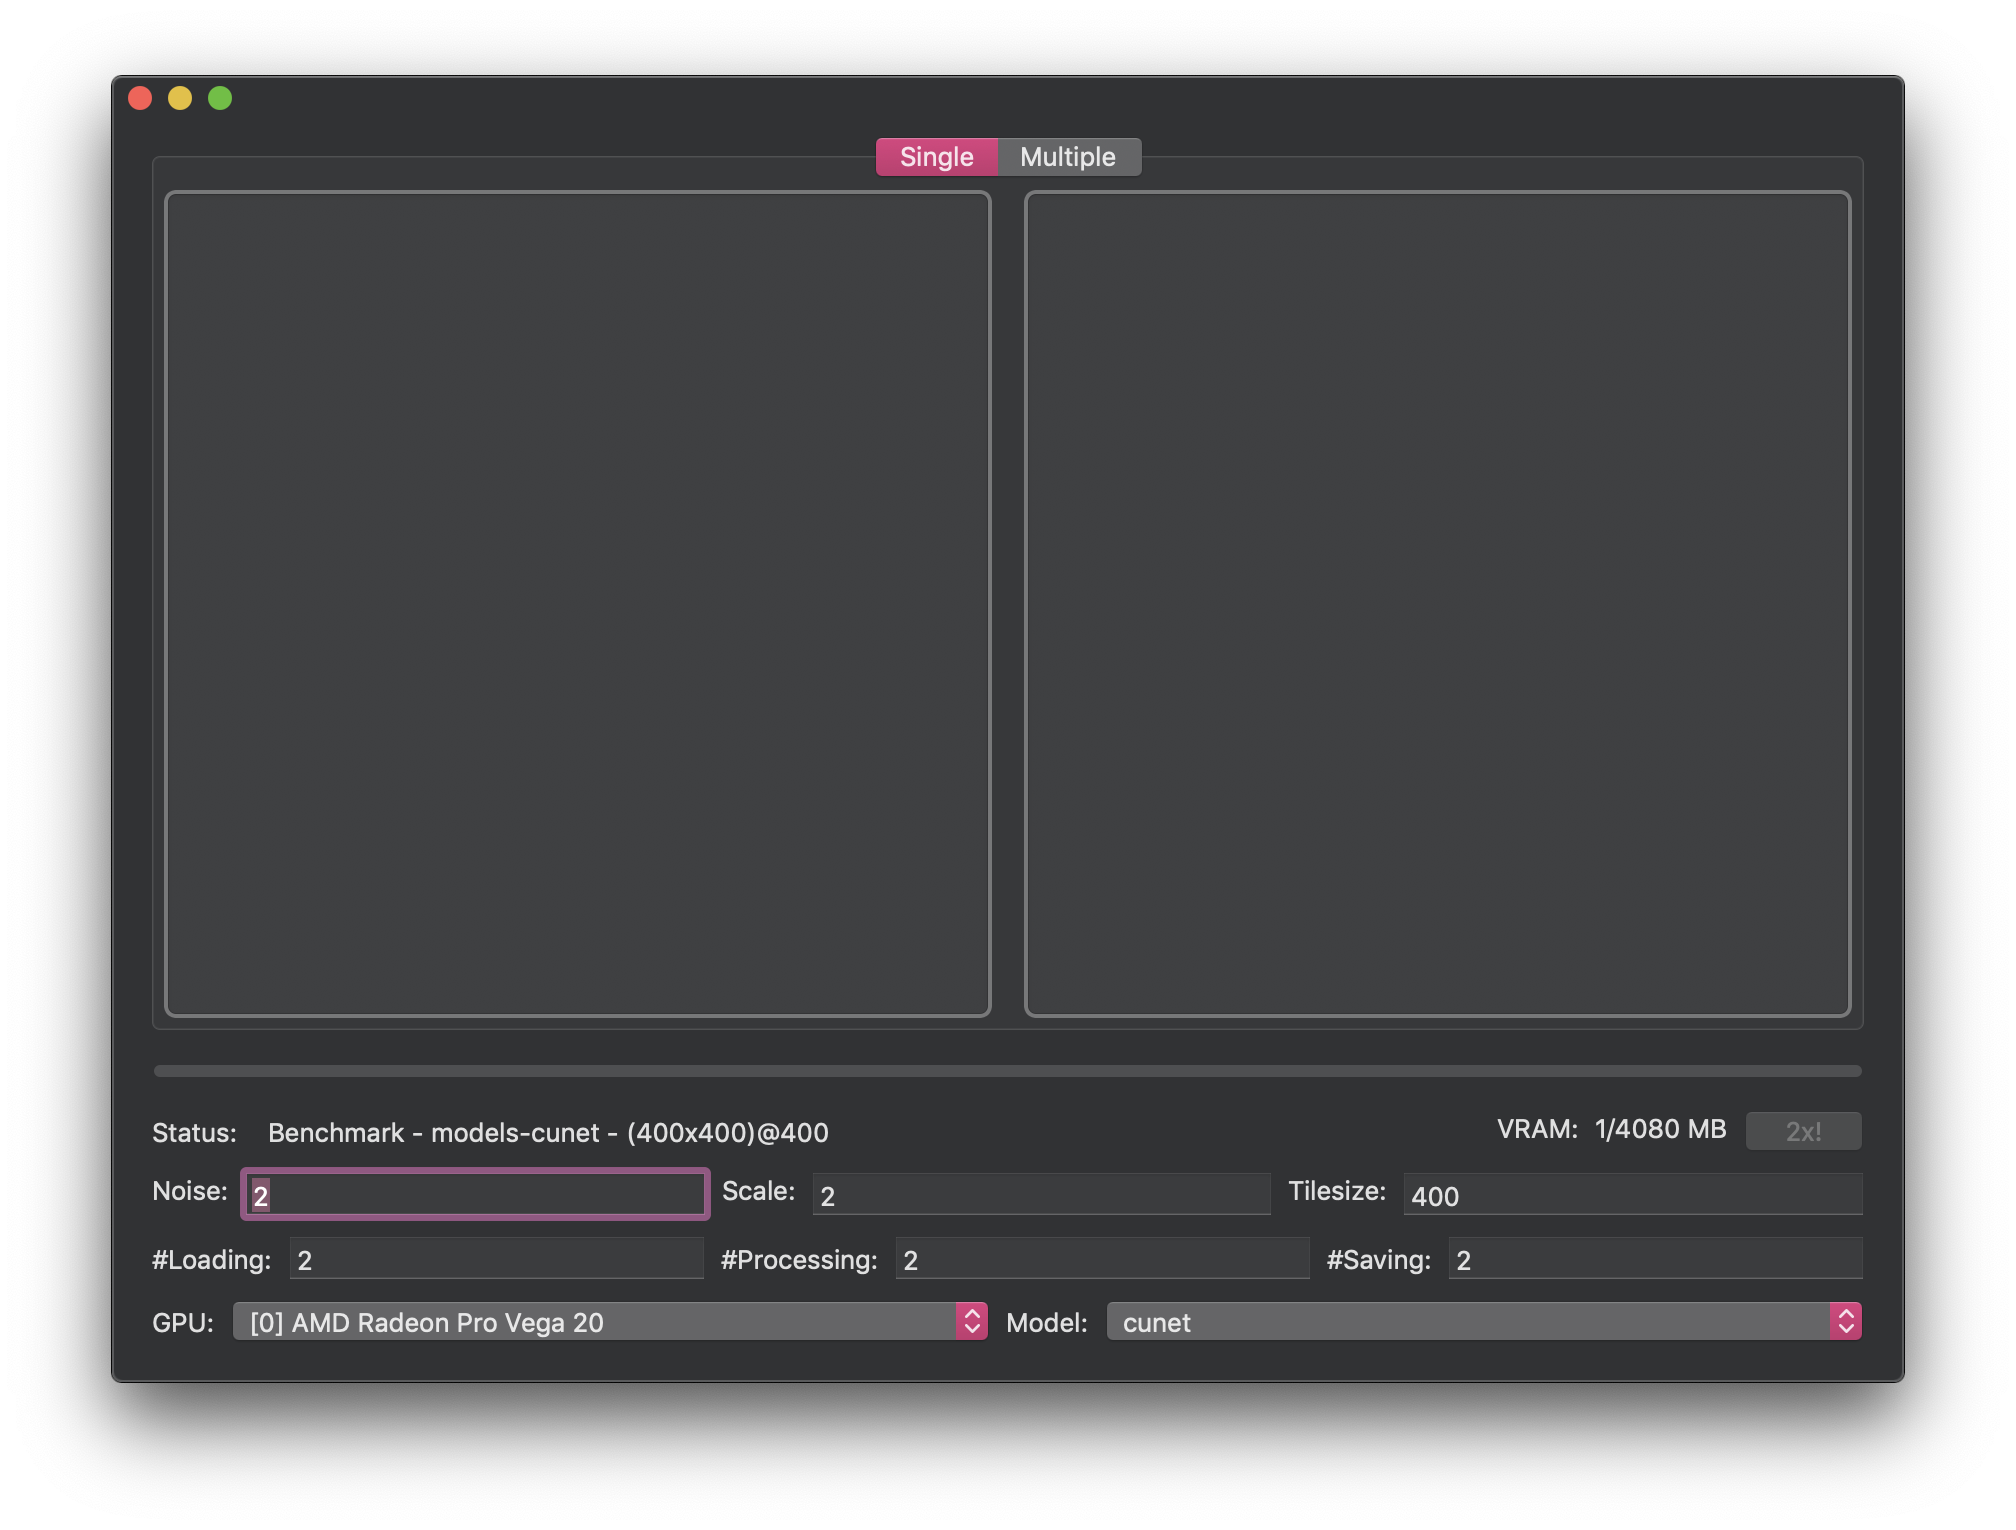 Single Multiple
Status: Benchmark - models-cunet - (400x400)@400 VRAM: 1/4080 MB 2x!
Noise: 2 Scale: 2 Tilesize: 400
#Loading: 2 #Processing: 2 #Saving: 2
GPU: [0] AMD Radeon Pro Vega 20 Model: cunet